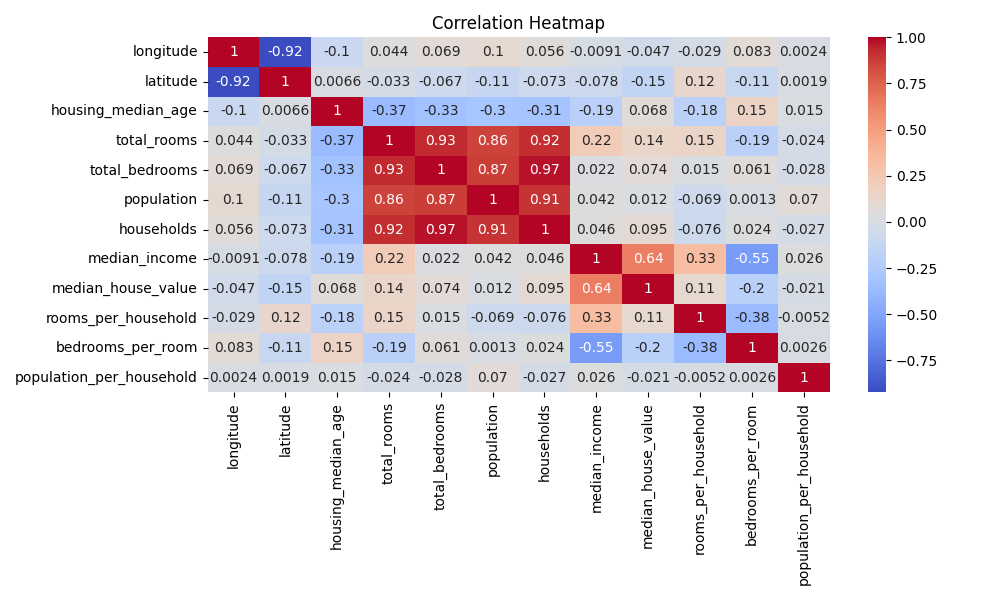 Correlation Heatmap
longitude 1 -0.92 -0.1 0.044 0.069 0.1 0.056 -0.0091 -0.047 -0.029 0.083 0.0024
latitude -0.92 1 0.0066 -0.033 -0.067 -0.11 -0.073 -0.078 -0.15 0.12 -0.11 0.0019
housing_median_age -0.1 0.0066 1 -0.37 -0.33 -0.3 -0.31 -0.19 0.068 -0.18 0.15 0.015
total_rooms 0.044 -0.033 -0.37 1 0.93 0.86 0.92 0.22 0.14 0.15 -0.19 -0.024
total_bedrooms 0.069 -0.067 -0.33 0.93 1 0.87 0.97 0.022 0.074 0.015 0.061 -0.028
population 0.1 -0.11 -0.3 0.86 0.87 1 0.91 0.042 0.012 -0.069 0.0013 0.07
households 0.056 -0.073 -0.31 0.92 0.97 0.91 1 0.046 0.095 -0.076 0.024 -0.027
median_income -0.0091 -0.078 -0.19 0.22 0.022 0.042 0.046 1 0.64 0.33 -0.55 0.026
median_house_value -0.047 -0.15 0.068 0.14 0.074 0.012 0.095 0.64 1 0.11 -0.2 -0.021
rooms_per_household -0.029 0.12 -0.18 0.15 0.015 -0.069 -0.076 0.33 0.11 1 -0.38 -0.0052
bedrooms_per_room 0.083 -0.11 0.15 -0.19 0.061 0.0013 0.024 -0.55 -0.2 -0.38 1 0.0026
population_per_household 0.0024 0.0019 0.015 -0.024 -0.028 0.07 -0.027 0.026 -0.021 -0.0052 0.0026 1
longitude
latitude
housing_median_age
total_rooms
total_bedrooms
population
households
median_income
median_house_value
rooms_per_household
bedrooms_per_room
population_per_household
1.00
0.75
0.50
0.25
0.00
−0.25
−0.50
−0.75